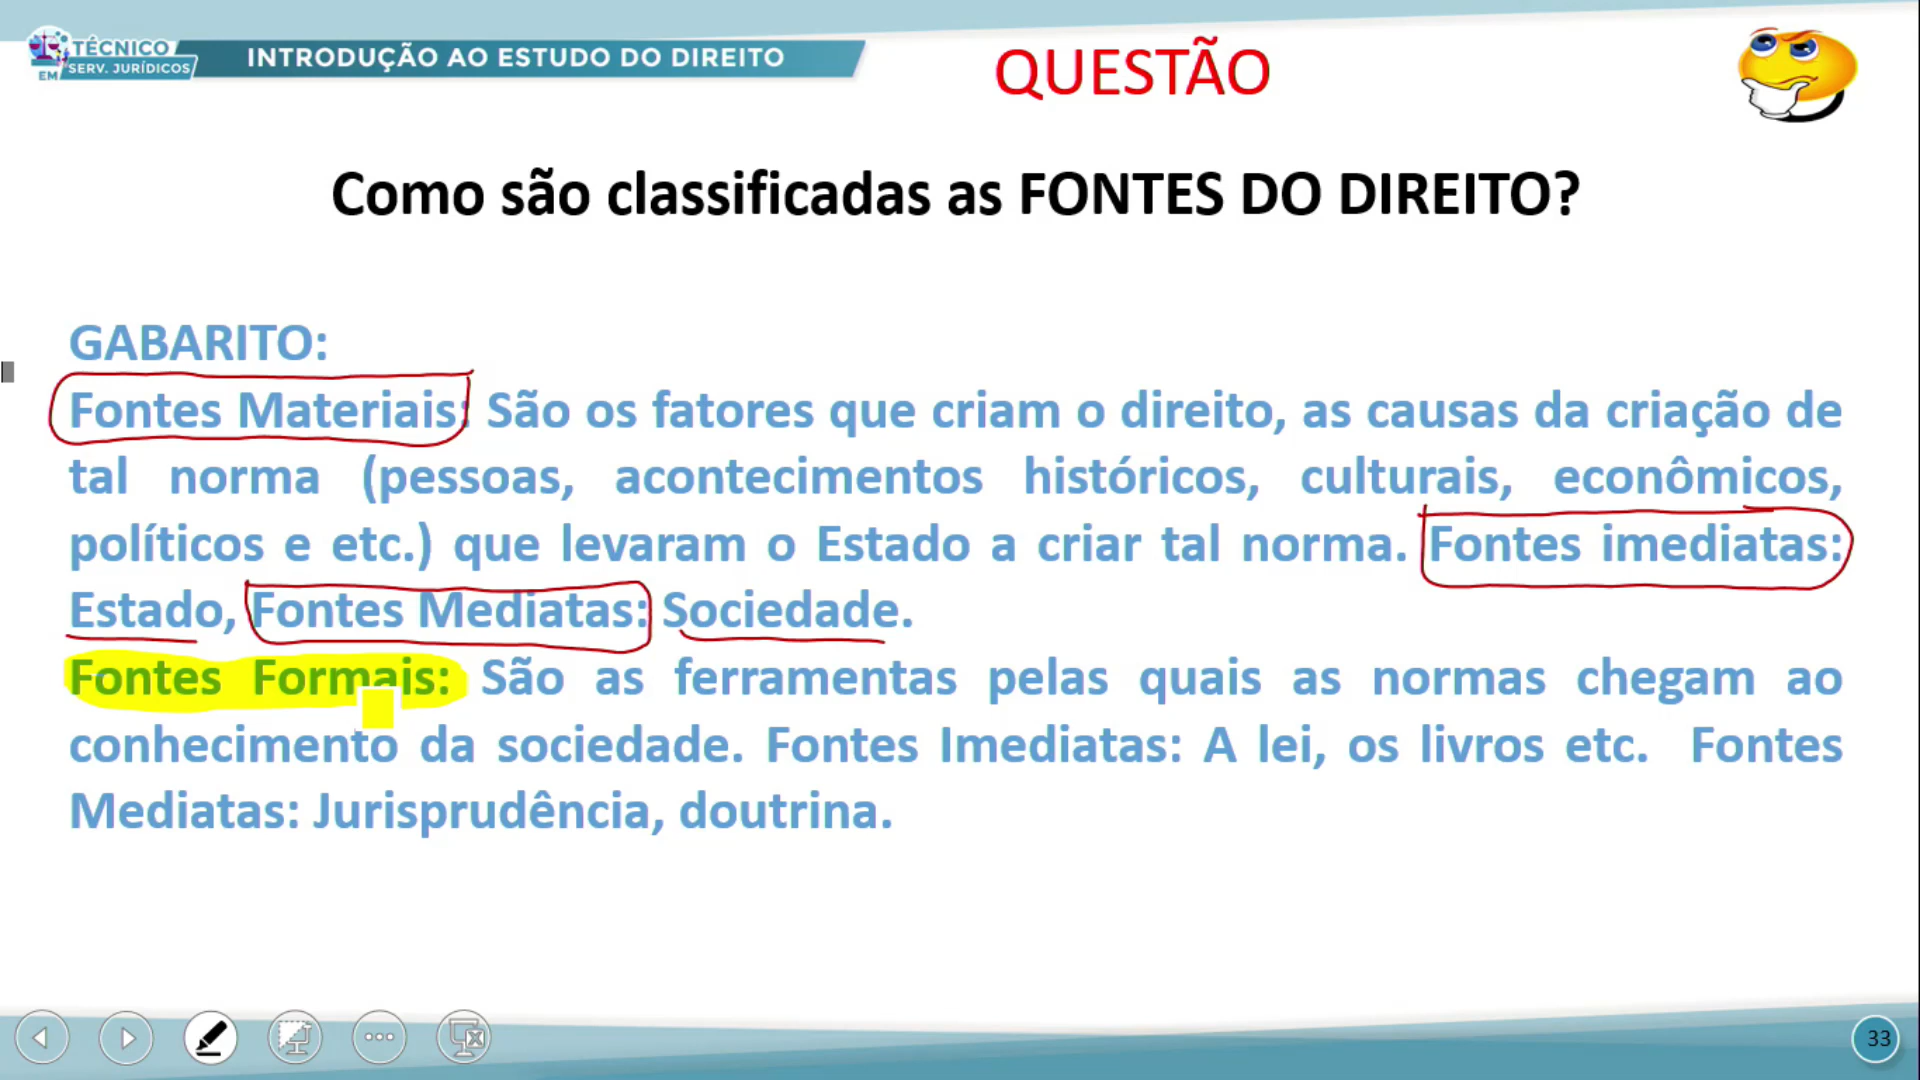 TÉCNICO
EM SERV. JURÍDICOS
INTRODUÇÃO AO ESTUDO DO DIREITO
QUESTÃO
Como são classificadas as FONTES DO DIREITO?
GABARITO:
Fontes Materiais: São os fatores que criam o direito, as causas da criação de
tal norma (pessoas, acontecimentos históricos, culturais, econômicos,
políticos e etc.) que levaram o Estado a criar tal norma. Fontes imediatas:
Estado, Fontes Mediatas: Sociedade.
Fontes Formais: São as ferramentas pelas quais as normas chegam ao
conhecimento da sociedade. Fontes Imediatas: A lei, os livros etc. Fontes
Mediatas: Jurisprudência, doutrina.
33